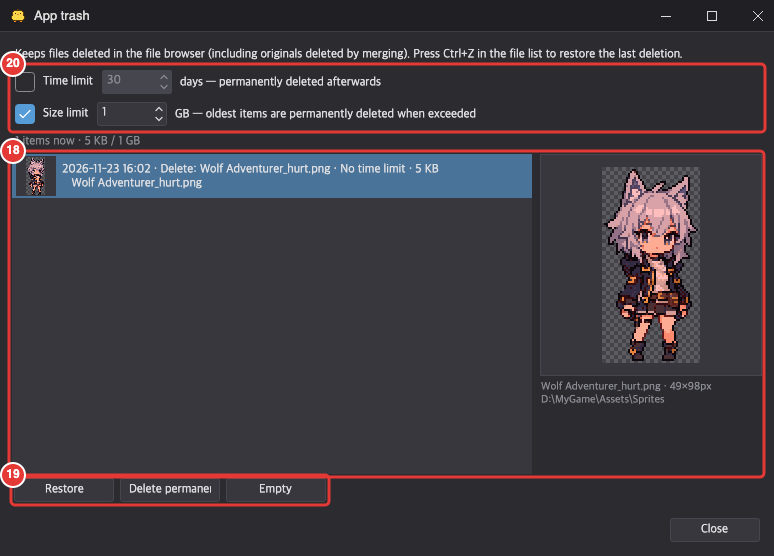 App trash
Keeps files deleted in the file browser (including originals deleted by merging). Press Ctrl+Z in the file list to restore the last deletion.
20
Time limit 30 days — permanently deleted afterwards
Size limit 1 GB — oldest items are permanently deleted when exceeded
items now · 5 KB / 1 GB
18
2026-11-23 16:02 · Delete: Wolf Adventurer_hurt.png · No time limit · 5 KB
Wolf Adventurer_hurt.png
Wolf Adventurer_hurt.png · 49×98px
D:\MyGame\Assets\Sprites
19
Restore Delete permaner Empty
Close